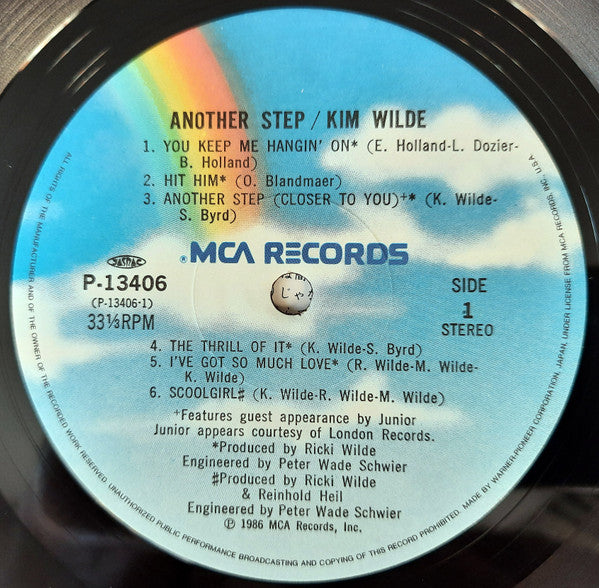 ANOTHER STEP / KIM WILDE
1. YOU KEEP ME HANGIN' ON* (E. Holland-L. Dozier-
B. Holland)
2. HIT HIM* (O. Blandmaer)
3. ANOTHER STEP (CLOSER TO YOU)+* (K. Wilde-
S. Byrd)
®MCA RECORDS
JASRAC
P-13406
(P-13406-1)
33⅓RPM
じゃ
SIDE
1
STEREO
4. THE THRILL OF IT* (K. Wilde-S. Byrd)
5. I'VE GOT SO MUCH LOVE* (R. Wilde-M. Wilde-
K. Wilde)
6. SCOOLGIRL♯ (K. Wilde-R. Wilde-M. Wilde)
+Features guest appearance by Junior
Junior appears courtesy of London Records.
*Produced by Ricki Wilde
Engineered by Peter Wade Schwier
♯Produced by Ricki Wilde
& Reinhold Heil
Engineered by Peter Wade Schwier
℗ 1986 MCA Records, Inc.
ALL RIGHTS OF THE MANUFACTURER AND OF THE OWNER OF THE RECORDED WORK RESERVED. UNAUTHORIZED PUBLIC PERFORMANCE BROADCASTING AND COPYING OF THIS RECORD PROHIBITED. MADE BY WARNER-PIONEER CORPORATION, JAPAN, UNDER LICENSE FROM MCA RECORDS, INC., U.S.A.